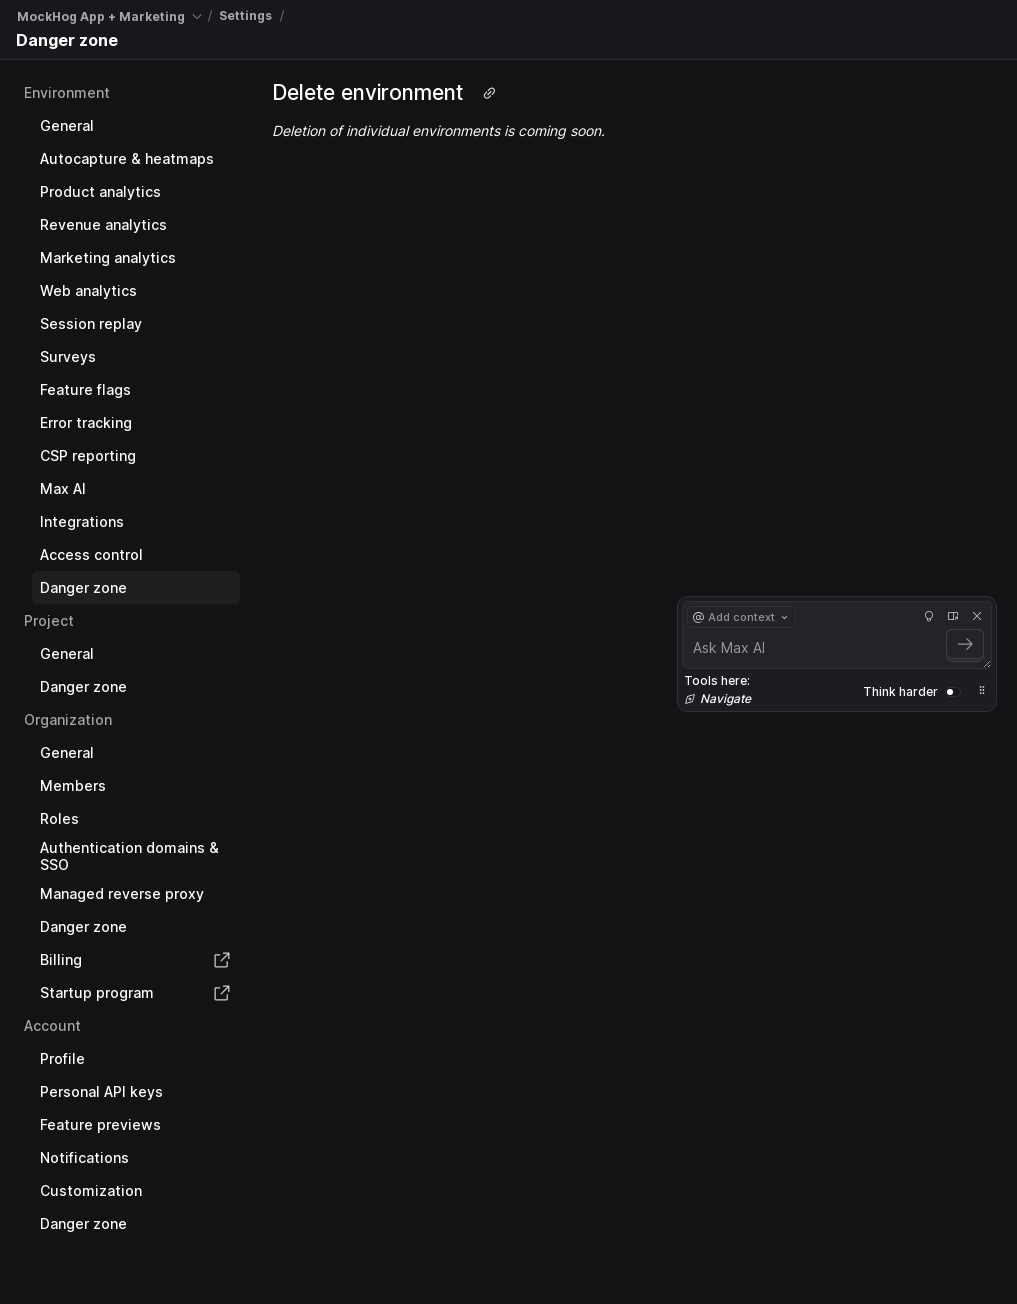 MockHog App + Marketing / Settings /
Danger zone
Environment
General
Autocapture & heatmaps
Product analytics
Revenue analytics
Marketing analytics
Web analytics
Session replay
Surveys
Feature flags
Error tracking
CSP reporting
Max AI
Integrations
Access control
Danger zone
Project
General
Danger zone
Organization
General
Members
Roles
Authentication domains &
SSO
Managed reverse proxy
Danger zone
Billing
Startup program
Account
Profile
Personal API keys
Feature previews
Notifications
Customization
Danger zone
Delete environment
Deletion of individual environments is coming soon.
@ Add context
Ask Max AI
Tools here:
Navigate
Think harder